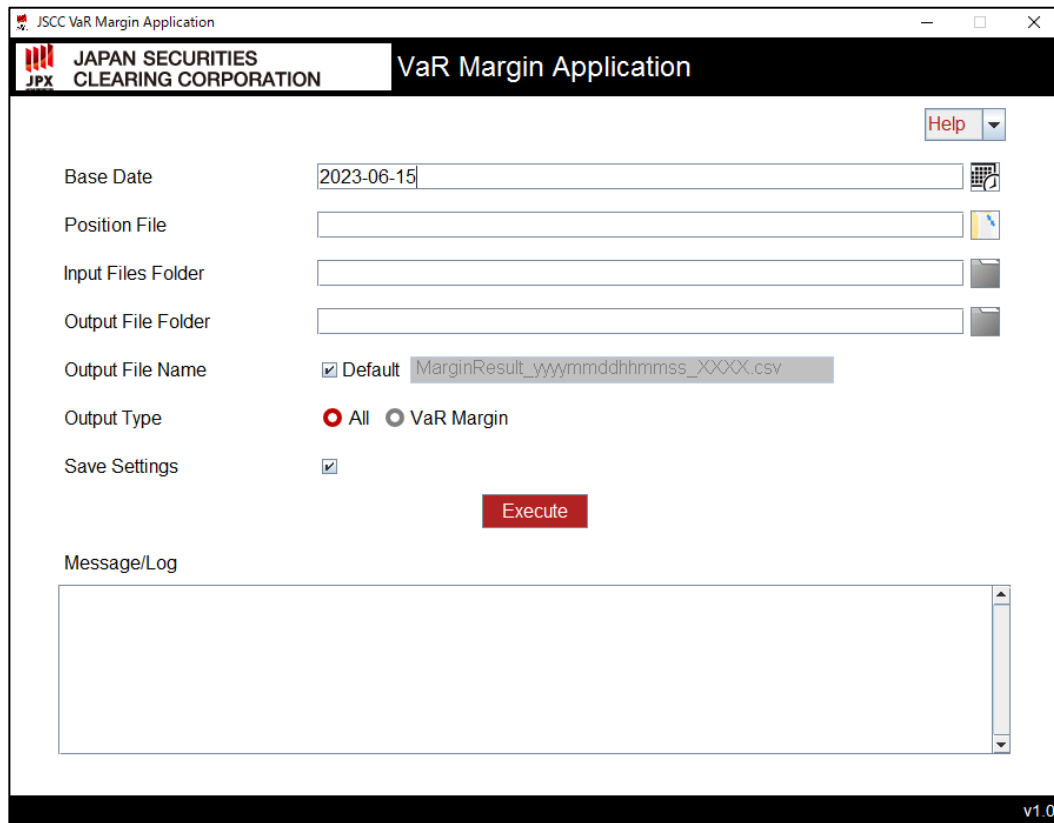 JSCC VaR Margin Application
JPX
JAPAN SECURITIES
CLEARING CORPORATION
VaR Margin Application
Help
Base Date 2023-06-15
Position File
Input Files Folder
Output File Folder
Output File Name Default MarginResult_yyyymmddhhmmss_XXXX.csv
Output Type All VaR Margin
Save Settings
Execute
Message/Log
v1.0